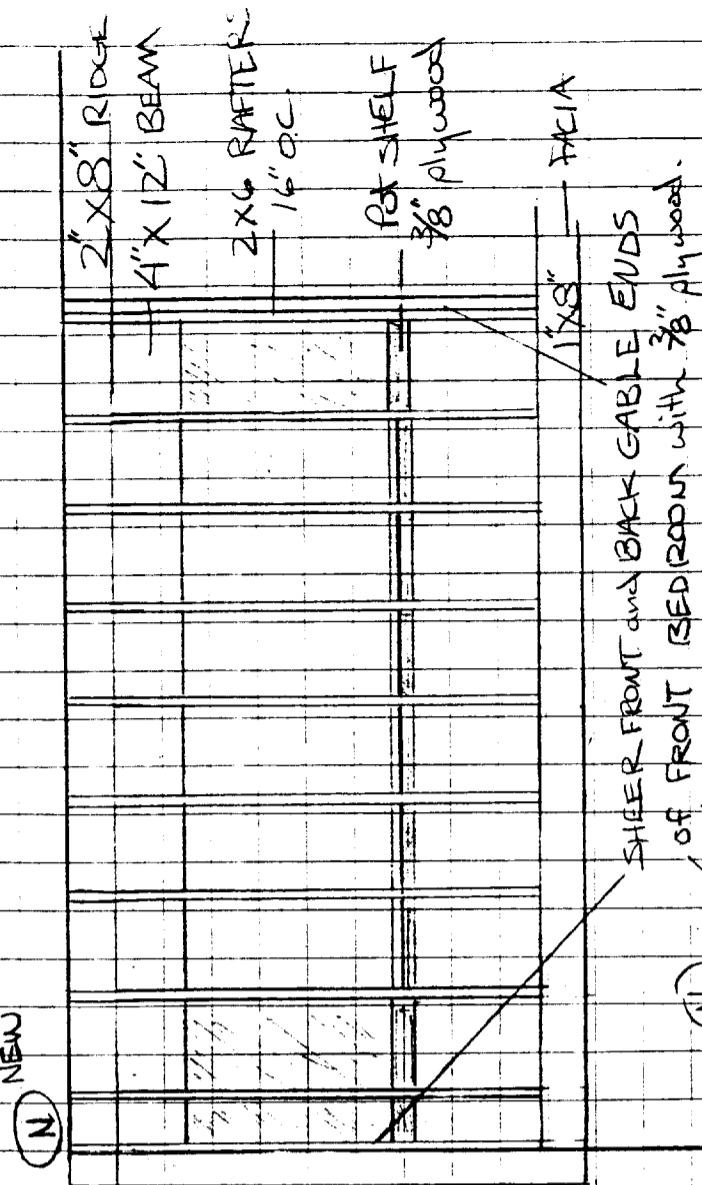 NEW
N
2"X8" RIDGE
4"X12" BEAM
2X6 RAFTERS
16" O.C.
POT SHELF
3/8" plywood
1"X8" FACIA
SHEER FRONT and BACK GABLE ENDS
of FRONT BEDROOM with 3/8" plywood.
N